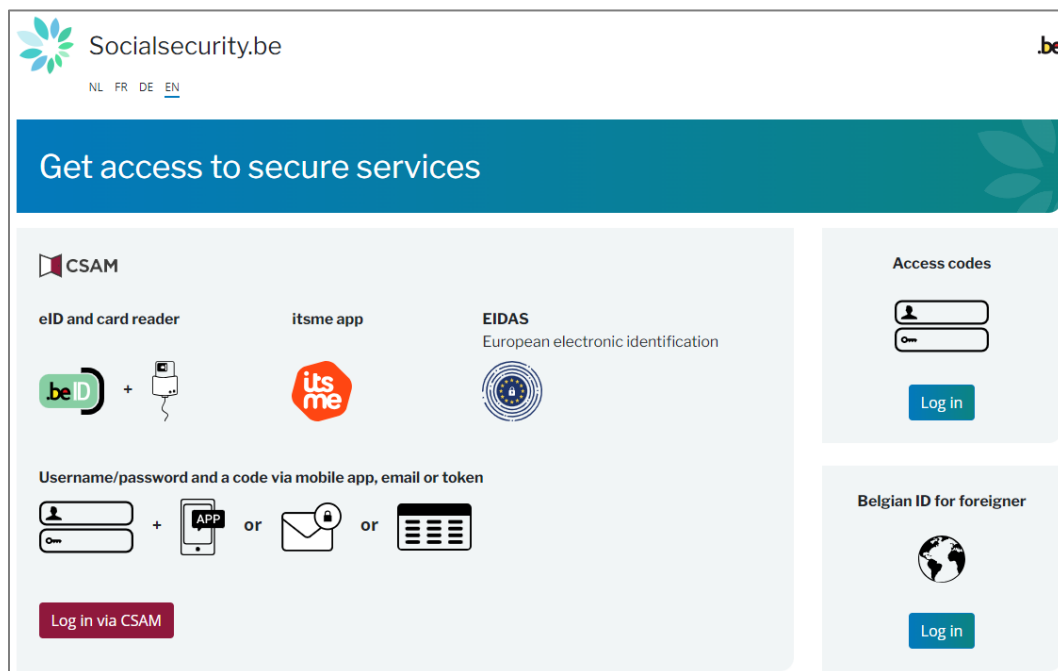 Socialsecurity.be
.be
NL FR DE EN
Get access to secure services
CSAM
eID and card reader
itsme app
EIDAS
European electronic identification
.beID
+
its
me
Username/password and a code via mobile app, email or token
+
APP
or
or
Log in via CSAM
Access codes
Log in
Belgian ID for foreigner
Log in